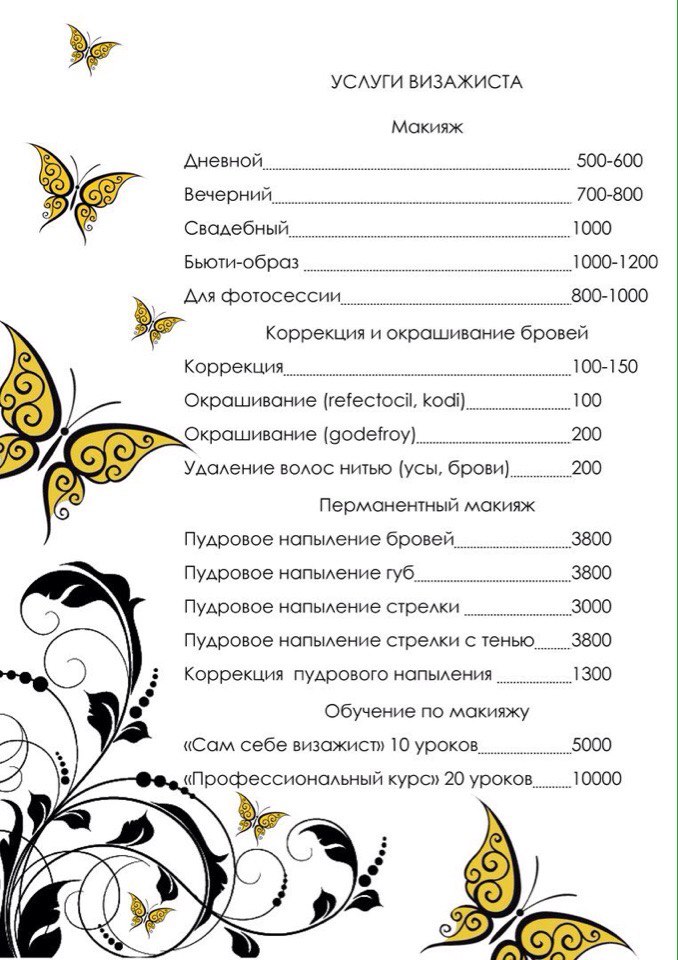 УСЛУГИ ВИЗАЖИСТА
Макияж
Дневной 500-600
Вечерний 700-800
Свадебный 1000
Бьюти-образ 1000-1200
Для фотосессии 800-1000
Коррекция и окрашивание бровей
Коррекция 100-150
Окрашивание (refectocil, kodi) 100
Окрашивание (godefroy) 200
Удаление волос нитью (усы, брови) 200
Перманентный макияж
Пудровое напыление бровей 3800
Пудровое напыление губ 3800
Пудровое напыление стрелки 3000
Пудровое напыление стрелки с тенью 3800
Коррекция пудрового напыления 1300
Обучение по макияжу
«Сам себе визажист» 10 уроков 5000
«Профессиональный курс» 20 уроков 10000